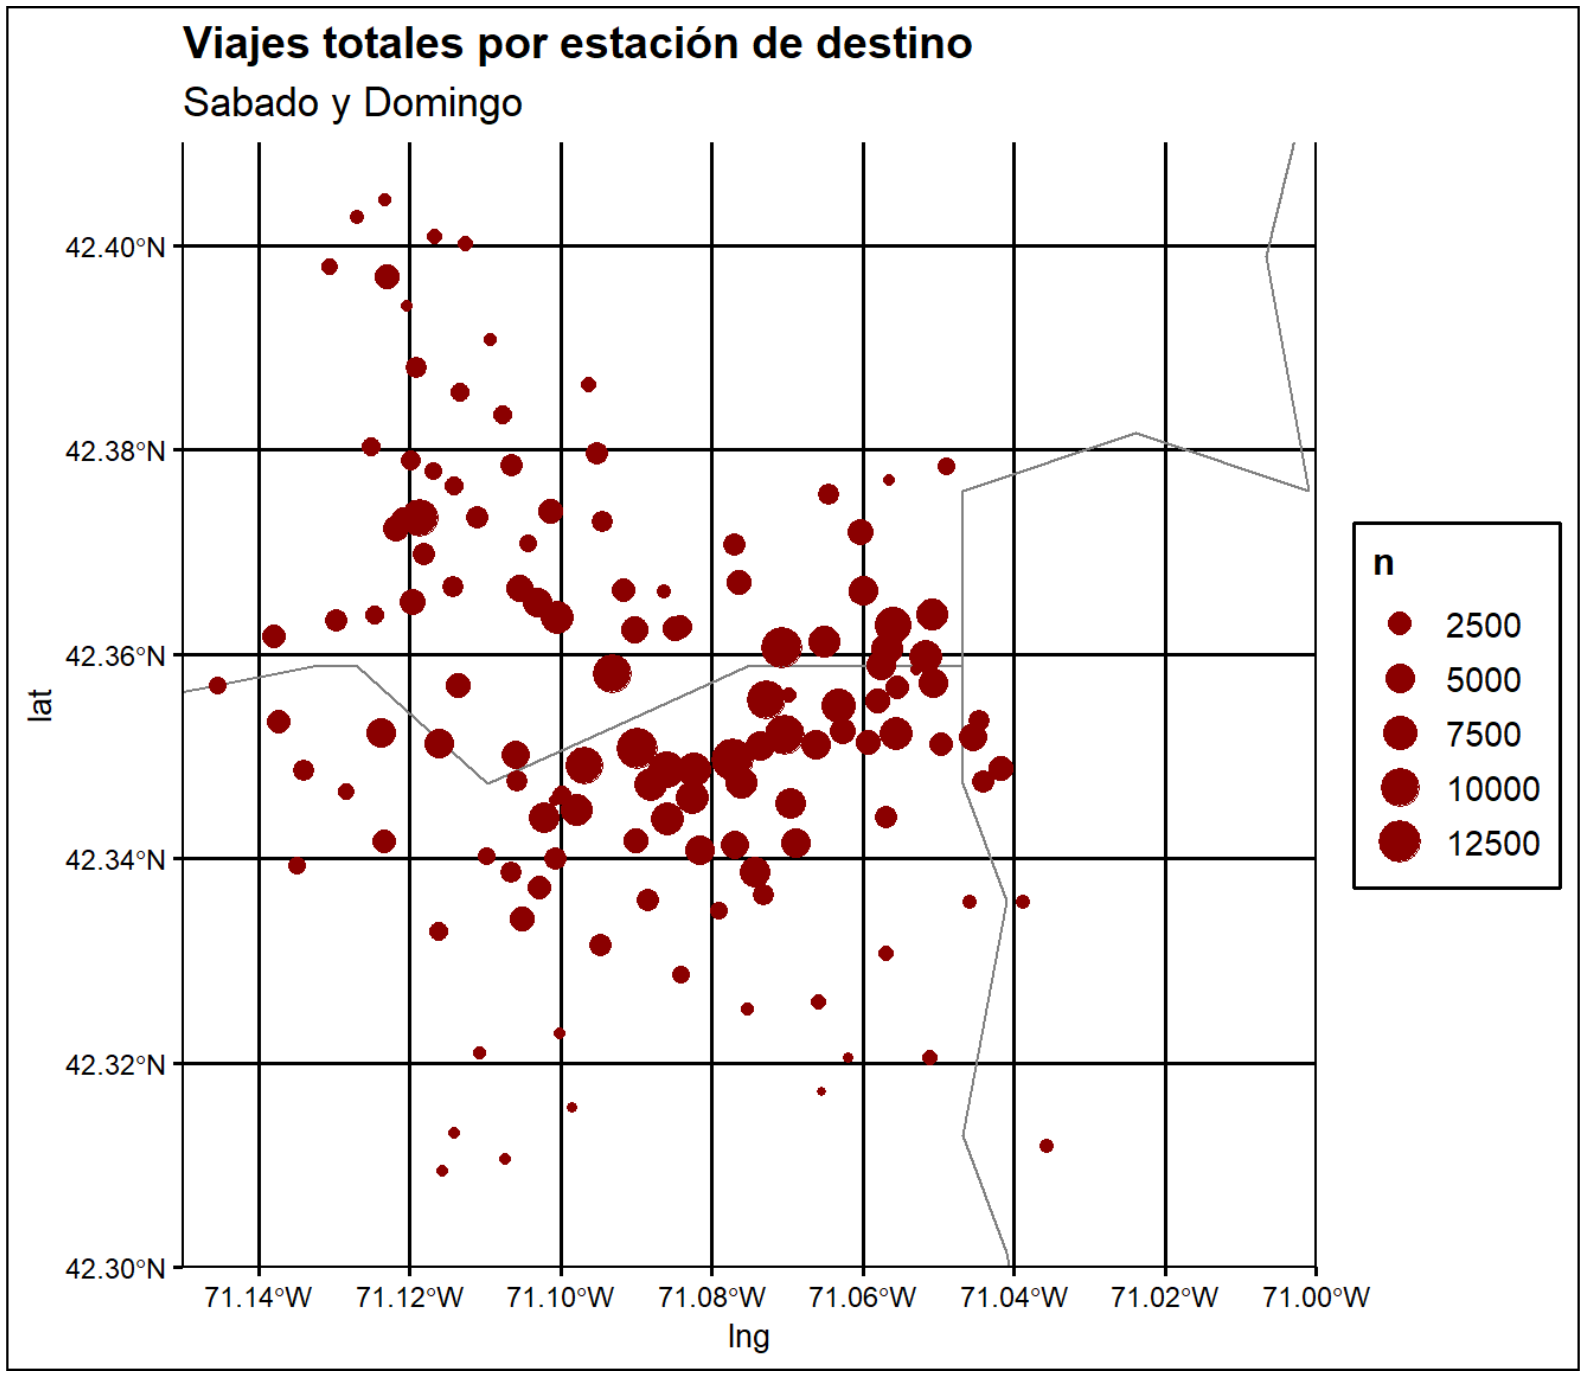 Viajes totales por estación de destino
Sabado y Domingo
42.40°N
42.38°N
42.36°N
42.34°N
42.32°N
42.30°N
lat
71.14°W 71.12°W 71.10°W 71.08°W 71.06°W 71.04°W 71.02°W 71.00°W
lng
n
2500
5000
7500
10000
12500